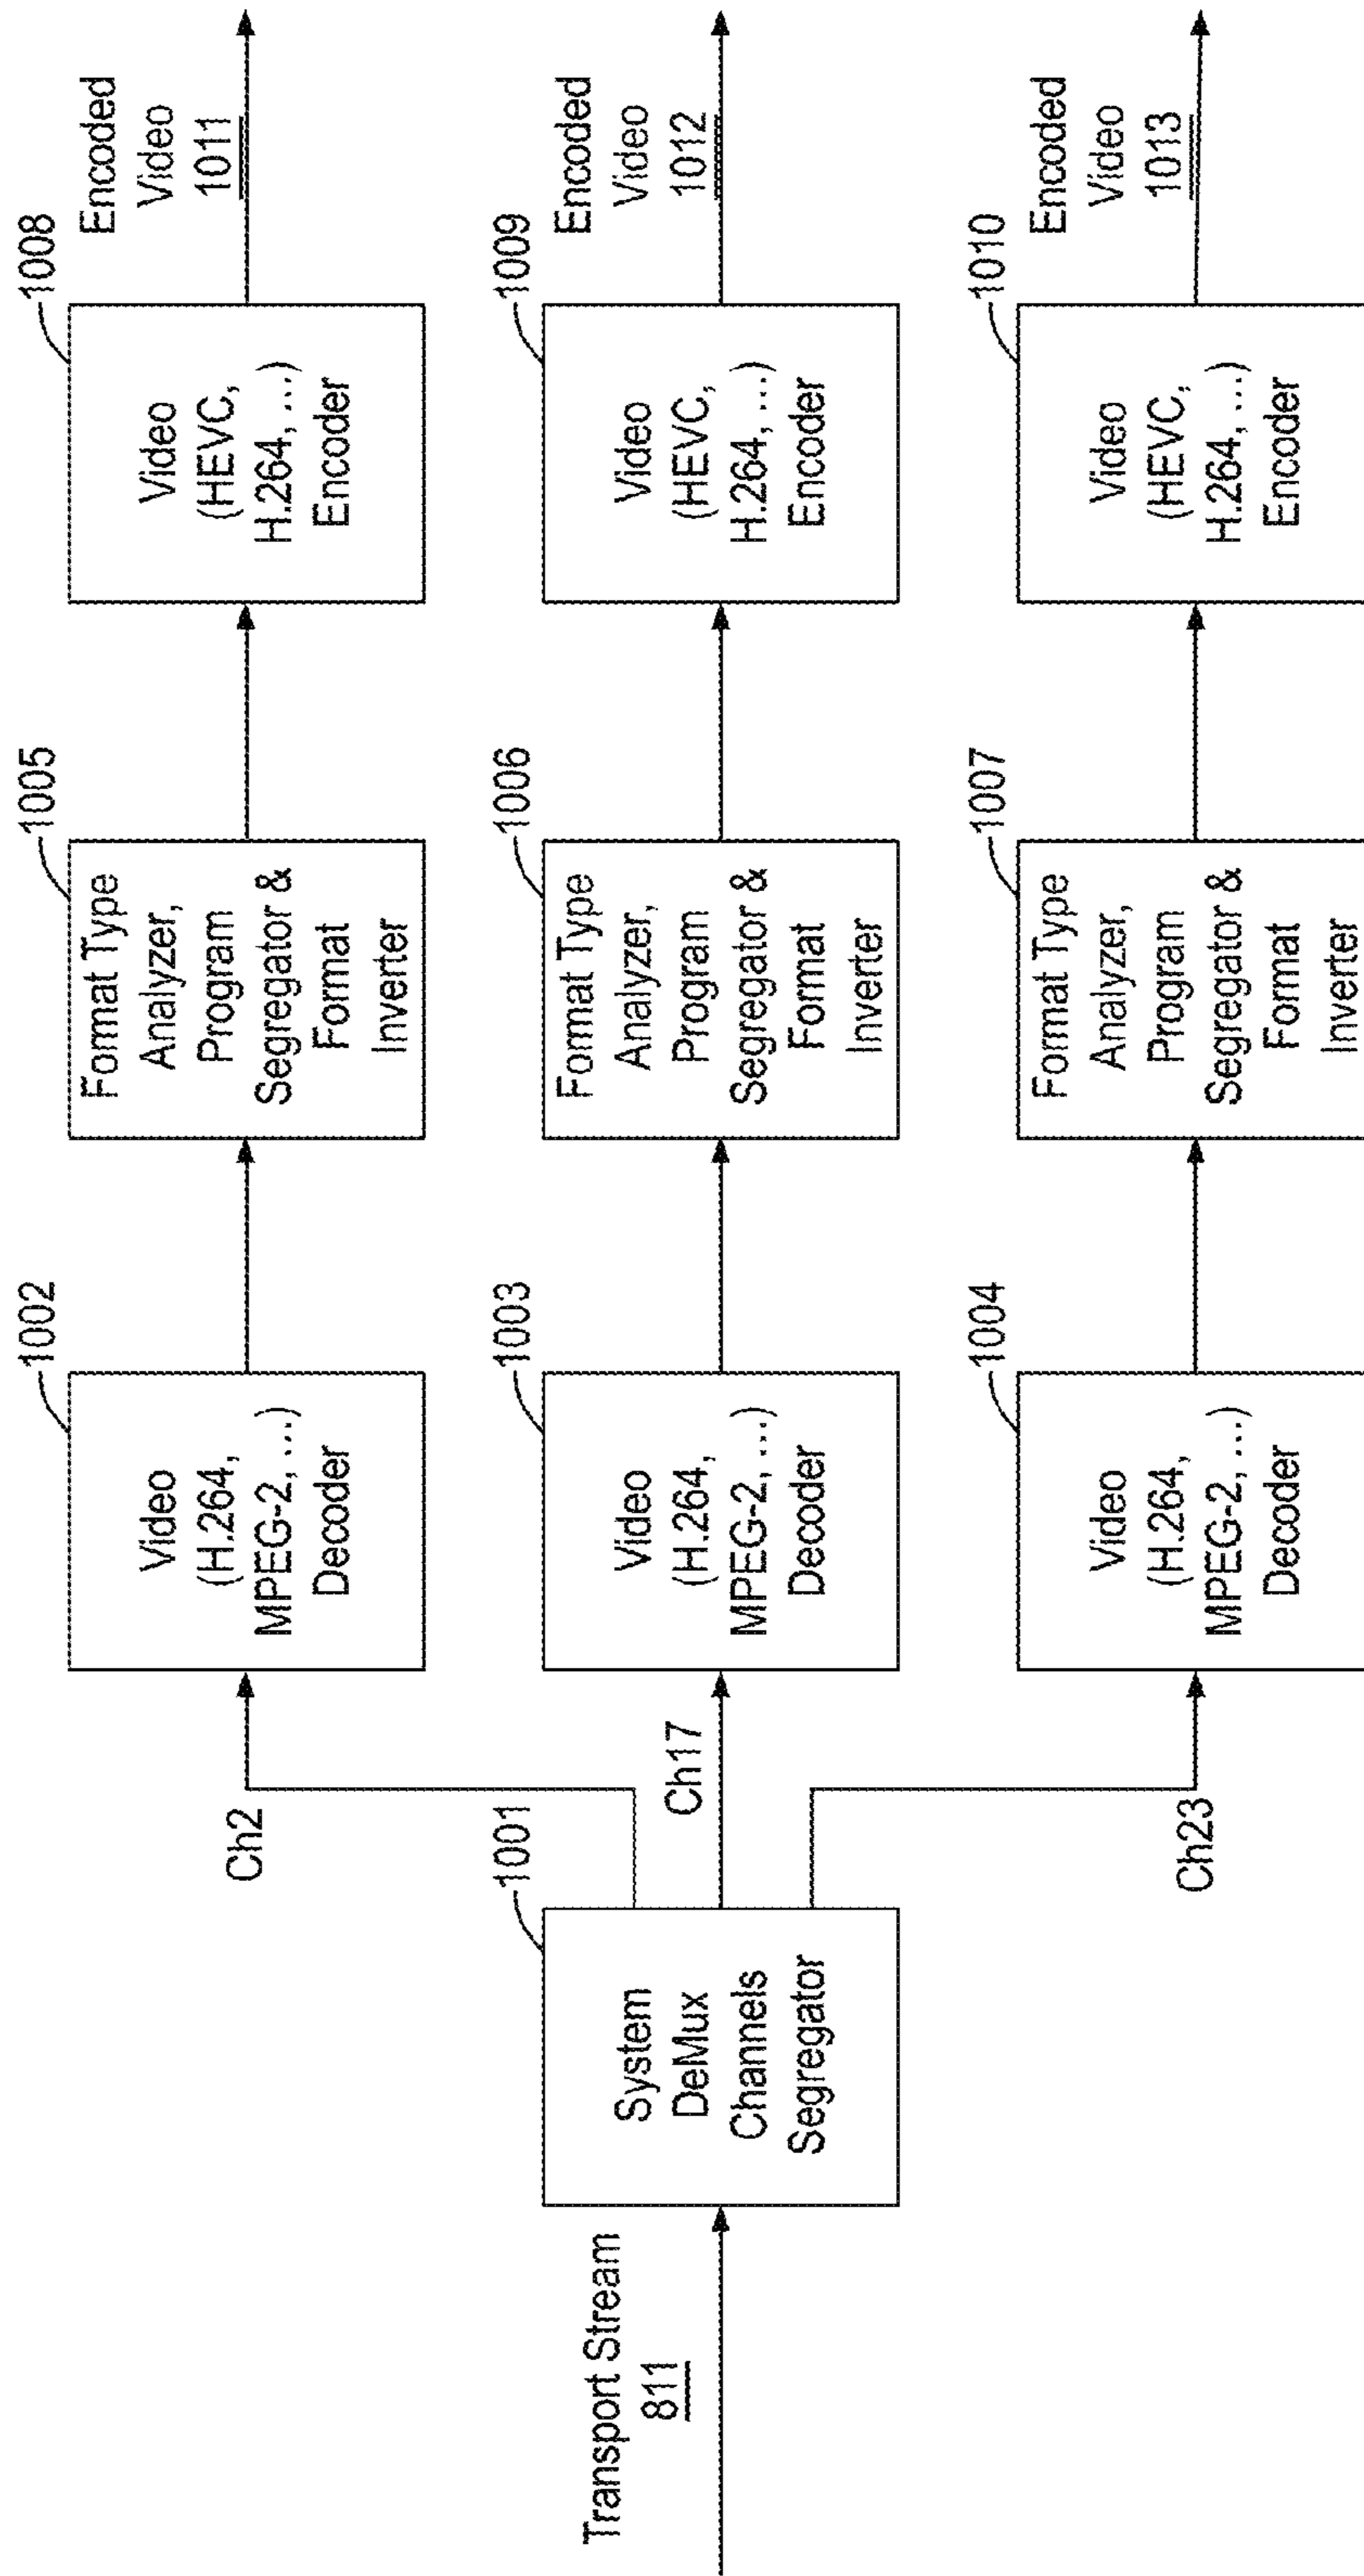 Transport Stream
811
1001
System
DeMux
Channels
Segregator
Ch2
Ch17
Ch23
1002
Video
(H.264,
MPEG-2, ...)
Decoder
1005
Format Type
Analyzer,
Program
Segregator &
Format
Inverter
1008
Video
(HEVC,
H.264, ...)
Encoder
Encoded
Video
1011
1003
Video
(H.264,
MPEG-2, ...)
Decoder
1006
Format Type
Analyzer,
Program
Segregator &
Format
Inverter
1009
Video
(HEVC,
H.264, ...)
Encoder
Encoded
Video
1012
1004
Video
(H.264,
MPEG-2, ...)
Decoder
1007
Format Type
Analyzer,
Program
Segregator &
Format
Inverter
1010
Video
(HEVC,
H.264, ...)
Encoder
Encoded
Video
1013